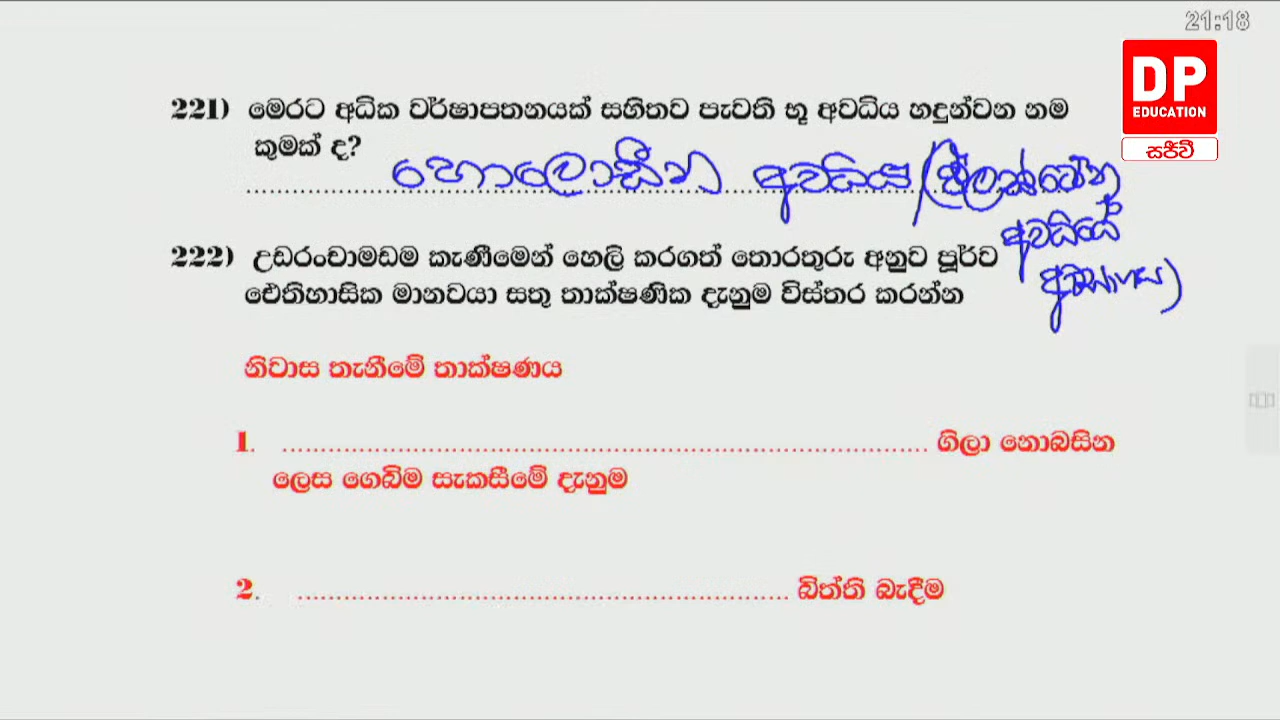 21:18
DP
EDUCATION
සජීවී
221) මෙරට අධික වර්ෂාපතනයක් සහිතව පැවති භූ අවධිය හදුන්වන නම
කුමක් ද?
හොලොසීන අවධිය (ප්ලයිස්ටෝසීන
අවධියේ
අවසානය)
222) උඩරංචාමඩම කැණීමෙන් හෙලි කරගත් තොරතුරු අනුව පූර්ව
ඓතිහාසික මානවයා සතු තාක්ෂණික දැනුම විස්තර කරන්න
නිවාස තැනීමේ තාක්ෂණය
1. ........................................ ගිලා නොබසින
ලෙස ගෙබිම සැකසීමේ දැනුම
2. ........................................ බිත්ති බැදීම